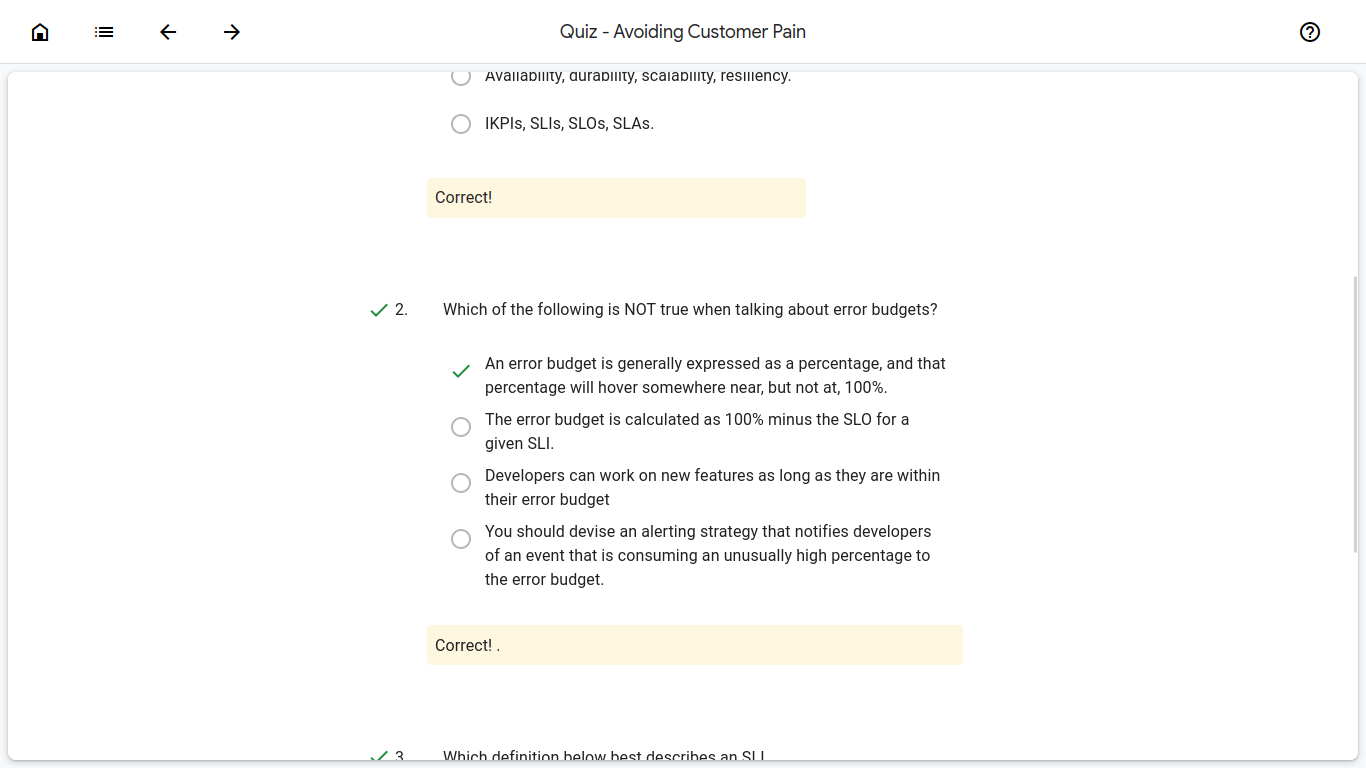 Quiz - Avoiding Customer Pain
Availability, durability, scalability, resiliency.
IKPIs, SLIs, SLOs, SLAs.
Correct!
2. Which of the following is NOT true when talking about error budgets?
An error budget is generally expressed as a percentage, and that
percentage will hover somewhere near, but not at, 100%.
The error budget is calculated as 100% minus the SLO for a
given SLI.
Developers can work on new features as long as they are within
their error budget
You should devise an alerting strategy that notifies developers
of an event that is consuming an unusually high percentage to
the error budget.
Correct! .
3. Which definition below best describes an SLI